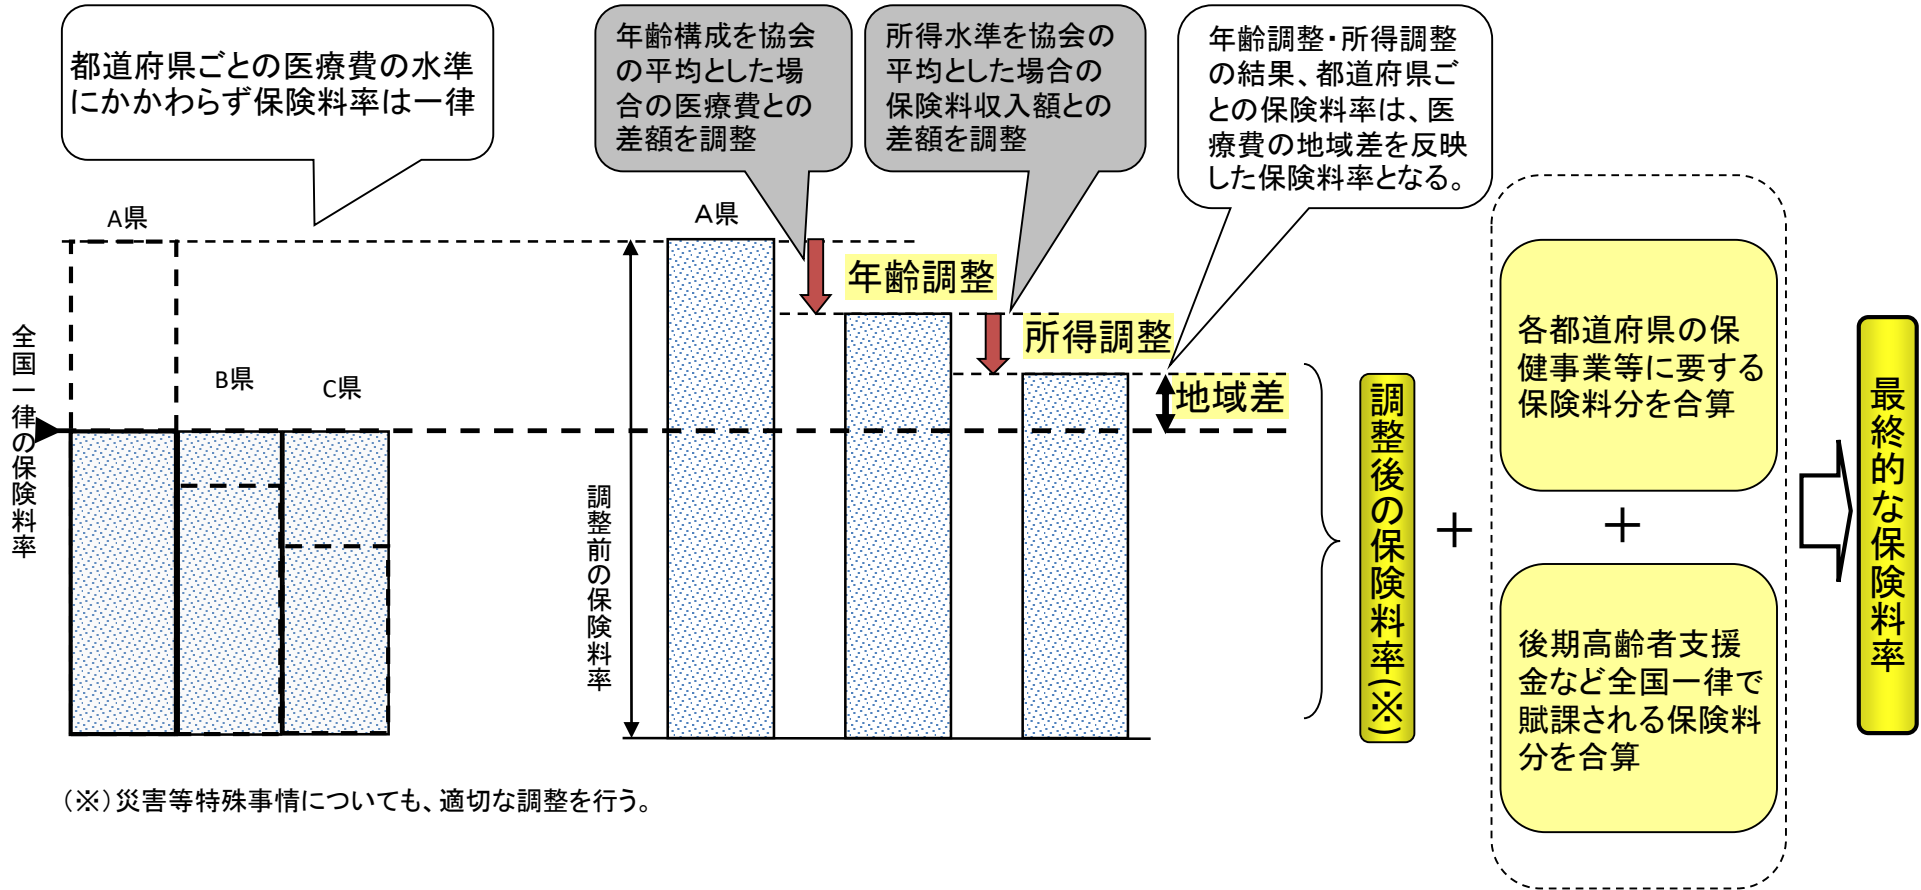 都道府県ごとの医療費の水準
にかかわらず保険料率は一律
年齢構成を協会
の平均とした場
合の医療費との
差額を調整
所得水準を協会の
平均とした場合の
保険料収入額との
差額を調整
年齢調整・所得調整
の結果、都道府県ご
との保険料率は、医
療費の地域差を反映
した保険料率となる。
A県
B県
C県
全国一律の保険料率
A県
調整前の保険料率
年齢調整
所得調整
地域差
調整後の保険料率(※)
+
各都道府県の保
健事業等に要する
保険料分を合算
+
後期高齢者支援
金など全国一律で
賦課される保険料
分を合算
最終的な保険料率
(※)災害等特殊事情についても、適切な調整を行う。